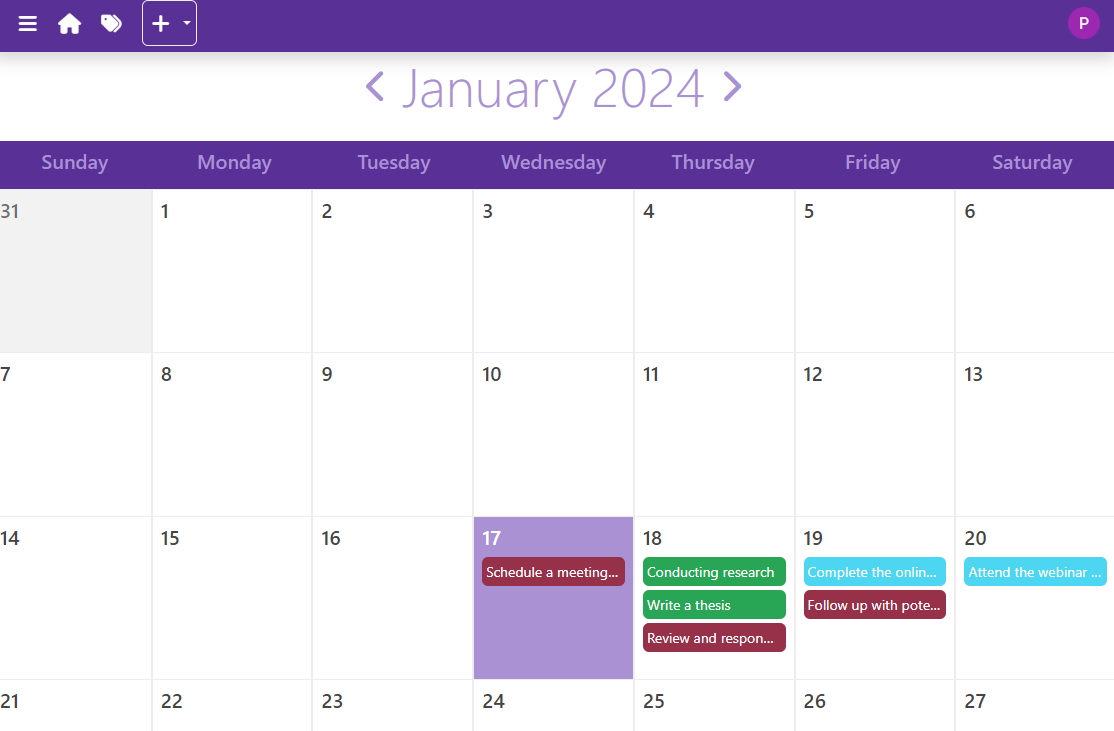 P
January 2024
Sunday Monday Tuesday Wednesday Thursday Friday Saturday
31 1 2 3 4 5 6
7 8 9 10 11 12 13
14 15 16 17 18 19 20
Schedule a meeting... Conducting research Complete the onlin... Attend the webinar ...
Write a thesis Follow up with pote...
Review and respon...
21 22 23 24 25 26 27